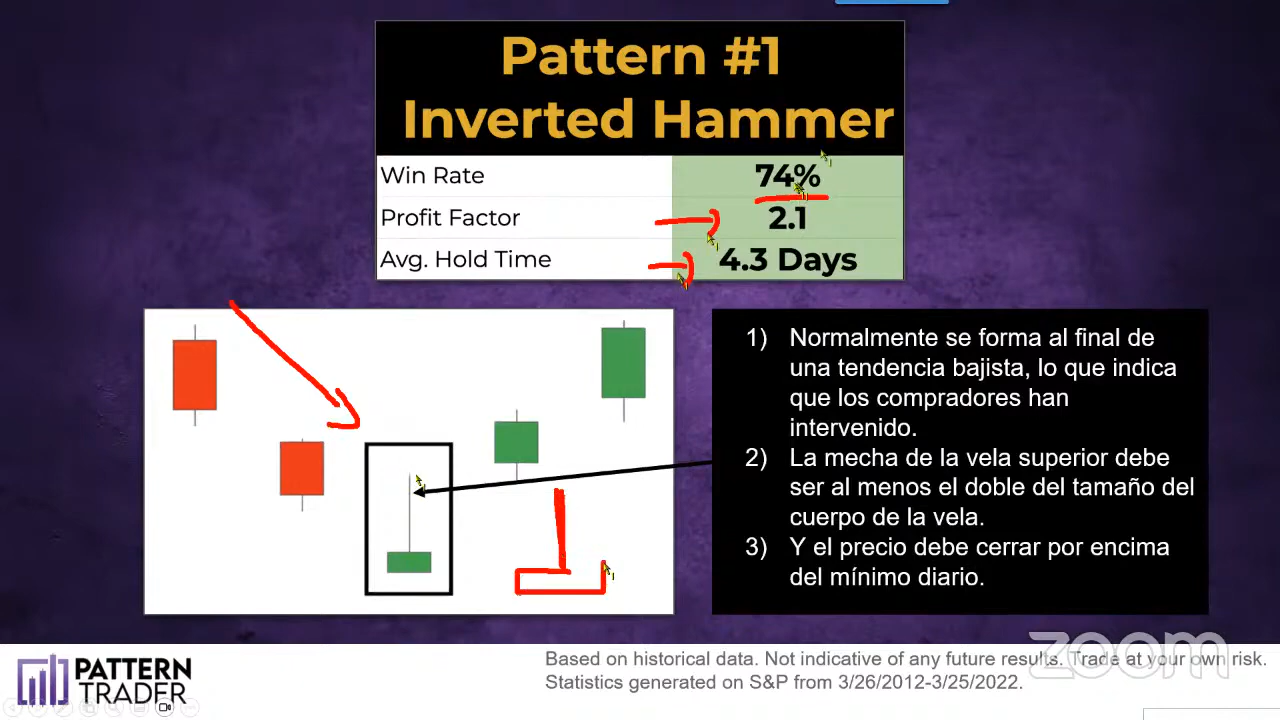 Pattern #1
Inverted Hammer
Win Rate 74%
Profit Factor 2.1
Avg. Hold Time 4.3 Days
1) Normalmente se forma al final de
una tendencia bajista, lo que indica
que los compradores han
intervenido.
2) La mecha de la vela superior debe
ser al menos el doble del tamaño del
cuerpo de la vela.
3) Y el precio debe cerrar por encima
del mínimo diario.
zoom
PATTERN
TRADER
Based on historical data. Not indicative of any future results. Trade at your own risk.
Statistics generated on S&P from 3/26/2012-3/25/2022.